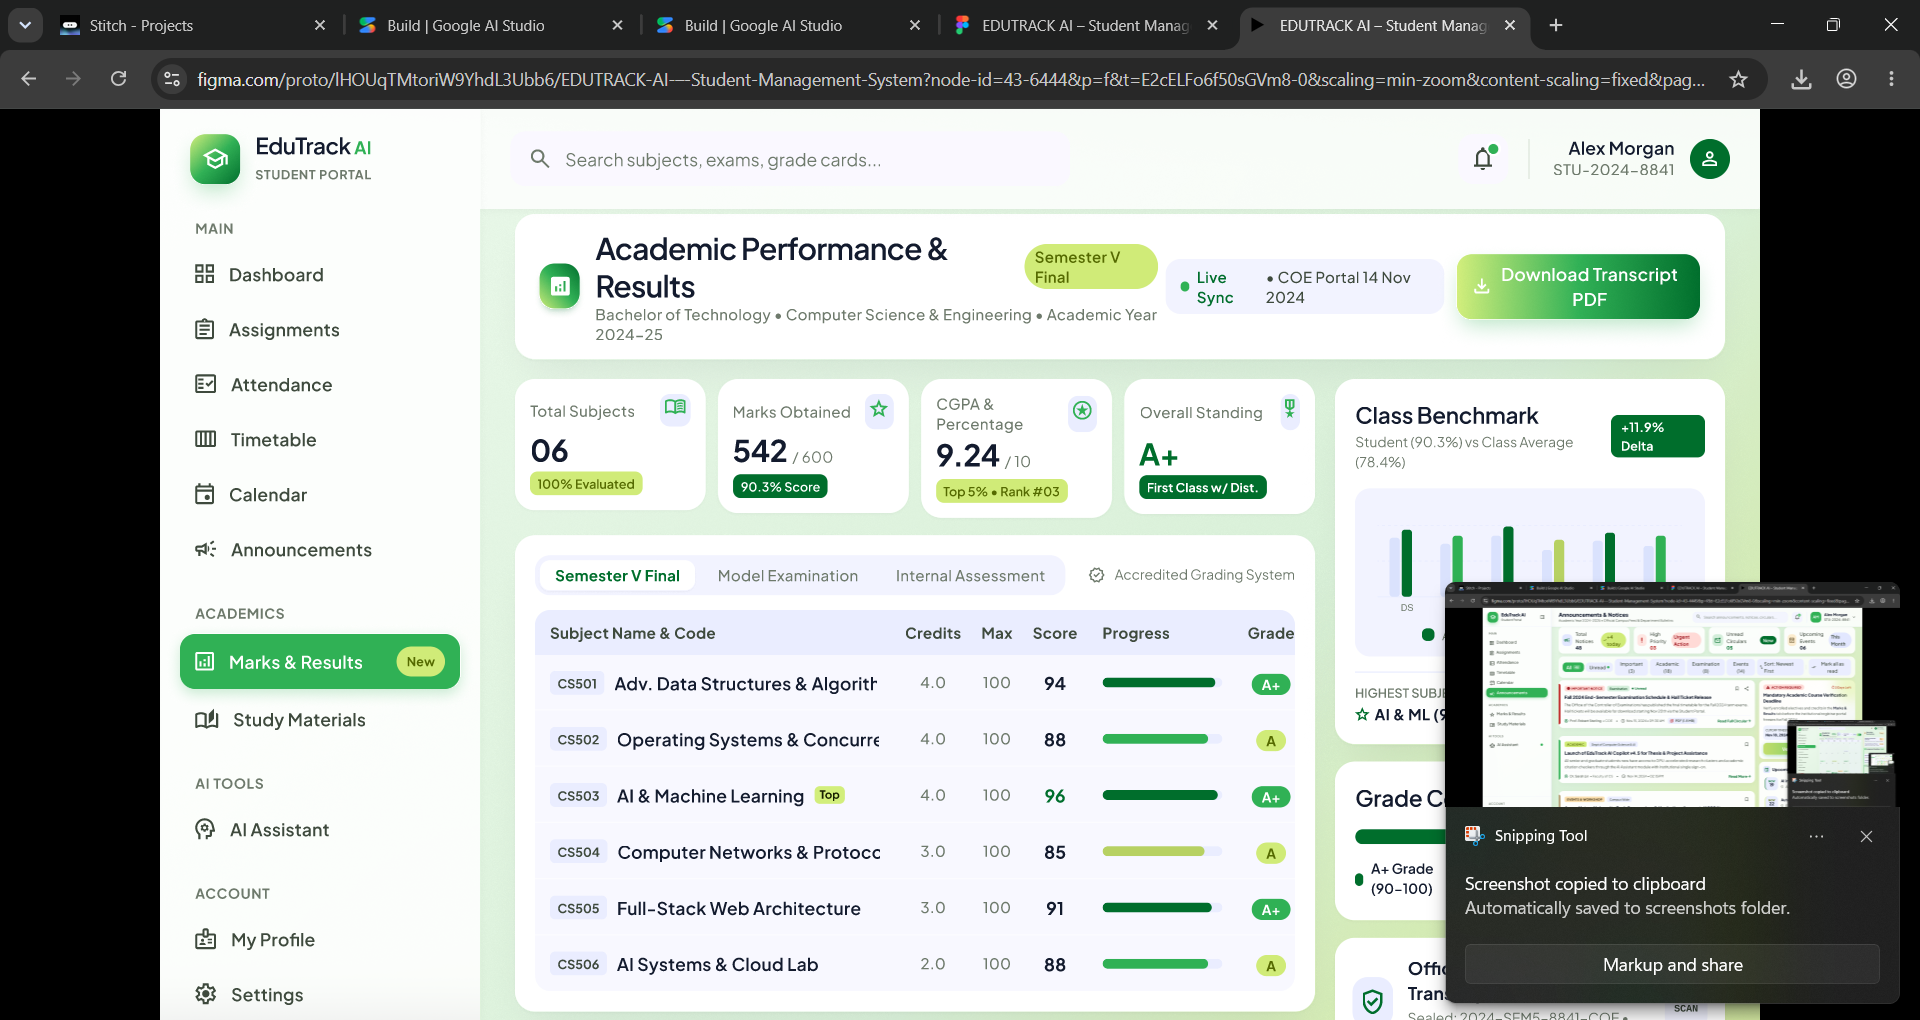 Stitch - Projects
Build | Google AI Studio
Build | Google AI Studio
EDUTRACK AI – Student Manag
EDUTRACK AI – Student Manag
figma.com/proto/lHOUqTMtoriW9YhdL3Ubb6/EDUTRACK-AI-–-Student-Management-System?node-id=43-6444&p=f&t=E2cELFo6f50sGVm8-0&scaling=min-zoom&content-scaling=fixed&pag...
EduTrack AI
STUDENT PORTAL
Search subjects, exams, grade cards...
Alex Morgan
STU-2024-8841
MAIN
Dashboard
Assignments
Attendance
Timetable
Calendar
Announcements
ACADEMICS
Marks & Results
New
Study Materials
AI TOOLS
AI Assistant
ACCOUNT
My Profile
Settings
Academic Performance &
Results
Semester V
Final
Bachelor of Technology • Computer Science & Engineering • Academic Year
2024-25
Live
Sync
• COE Portal 14 Nov
2024
Download Transcript
PDF
Total Subjects
06
100% Evaluated
Marks Obtained
542 / 600
90.3% Score
CGPA &
Percentage
9.24 / 10
Top 5% • Rank #03
Overall Standing
A+
First Class w/ Dist.
Class Benchmark
Student (90.3%) vs Class Average
(78.4%)
+11.9%
Delta
DS
HIGHEST SUBJE
AI & ML (9
Semester V Final
Model Examination
Internal Assessment
Accredited Grading System
Subject Name & Code Credits Max Score Progress Grade
CS501 Adv. Data Structures & Algorith 4.0 100 94 A+
CS502 Operating Systems & Concurre 4.0 100 88 A
CS503 AI & Machine Learning Top 4.0 100 96 A+
CS504 Computer Networks & Protoco 3.0 100 85 A
CS505 Full-Stack Web Architecture 3.0 100 91 A+
CS506 AI Systems & Cloud Lab 2.0 100 88 A
Grade C
A+ Grade
(90-100)
Offi
Tran
Sealed: 2024-SEM5-8841-COE •
SCAN
Announcements & Notices
Snipping Tool
Screenshot copied to clipboard
Automatically saved to screenshots folder.
Markup and share